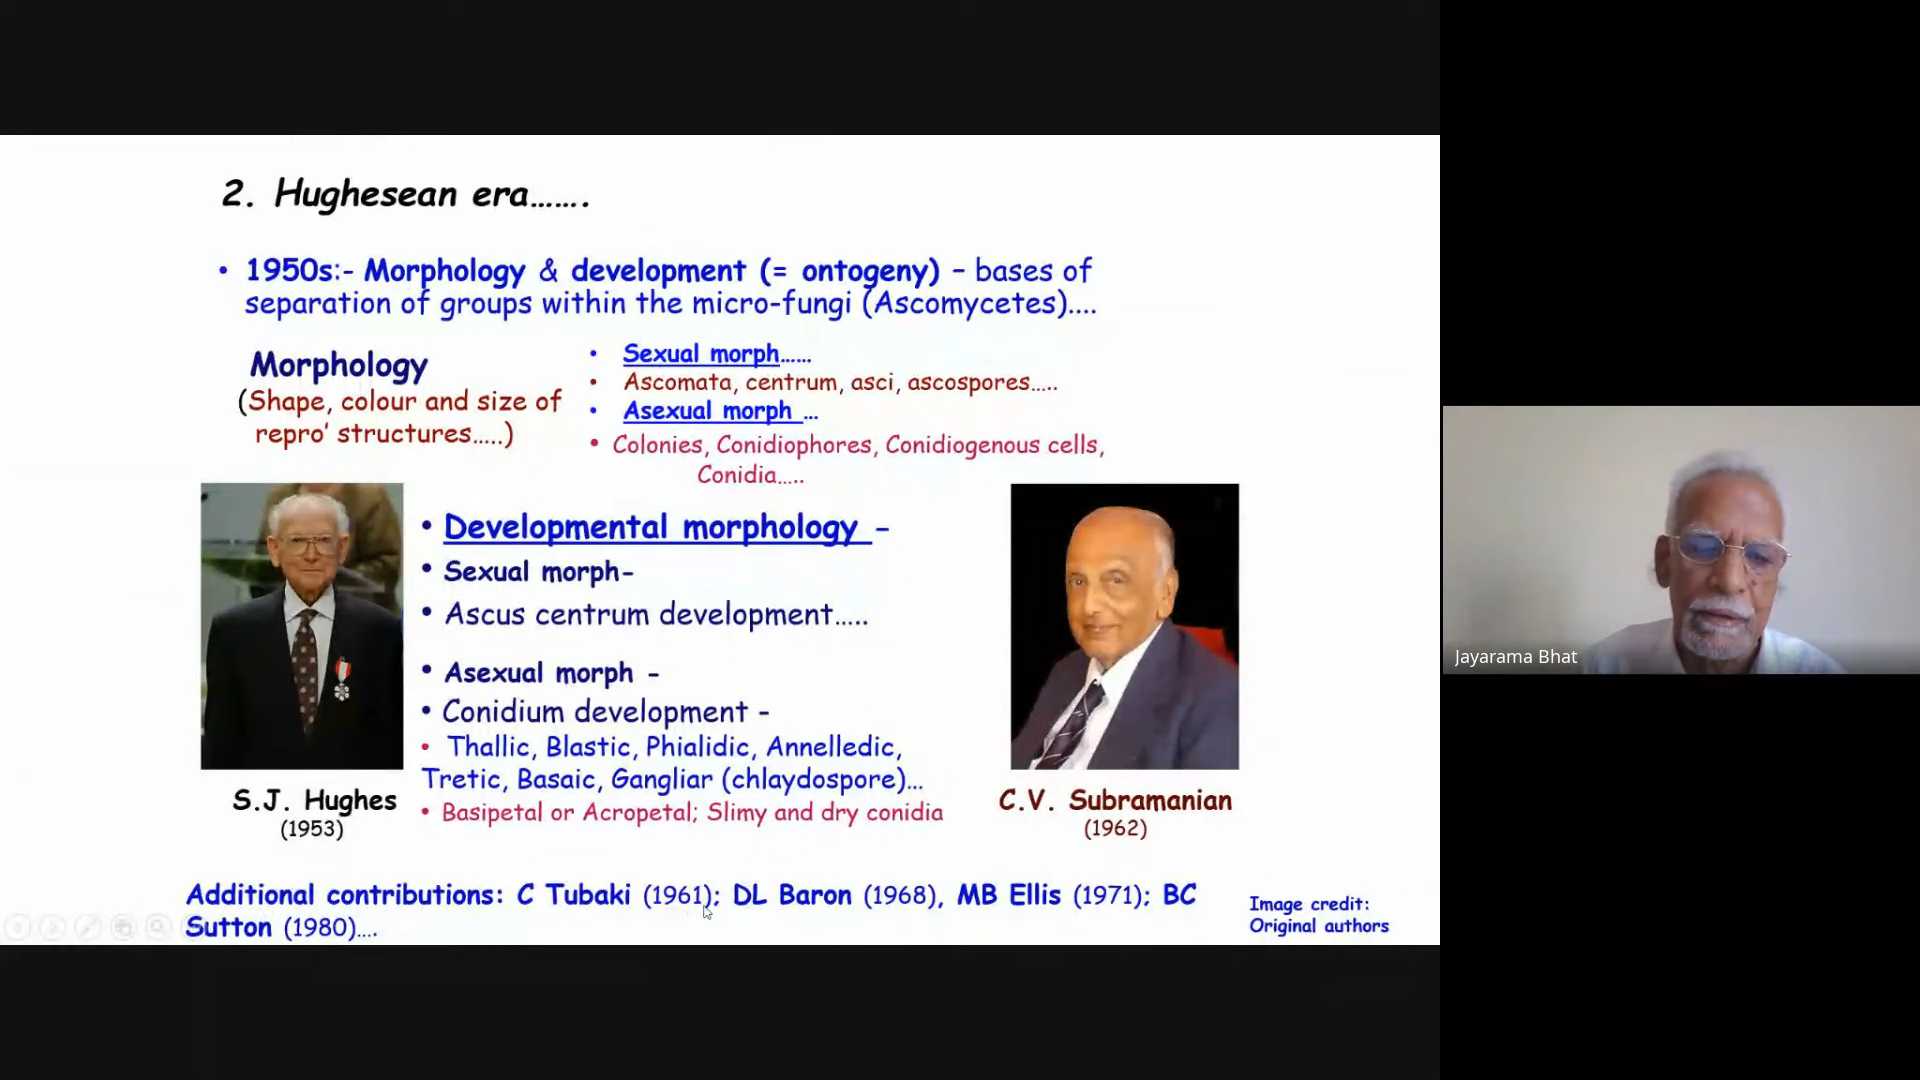 2. Hughesean era…….
• 1950s:- Morphology & development (= ontogeny) – bases of
separation of groups within the micro-fungi (Ascomycetes)....
Morphology
(Shape, colour and size of
repro’ structures…..)
• Sexual morph……
• Ascomata, centrum, asci, ascospores…..
• Asexual morph …
• Colonies, Conidiophores, Conidiogenous cells,
Conidia…..
• Developmental morphology –
• Sexual morph–
• Ascus centrum development…..
• Asexual morph –
• Conidium development –
• Thallic, Blastic, Phialidic, Annelledic,
Tretic, Basaic, Gangliar (chlaydospore)…
• Basipetal or Acropetal; Slimy and dry conidia
S.J. Hughes
(1953)
C.V. Subramanian
(1962)
Additional contributions: C Tubaki (1961); DL Baron (1968), MB Ellis (1971); BC
Sutton (1980)….
Image credit:
Original authors
Jayarama Bhat